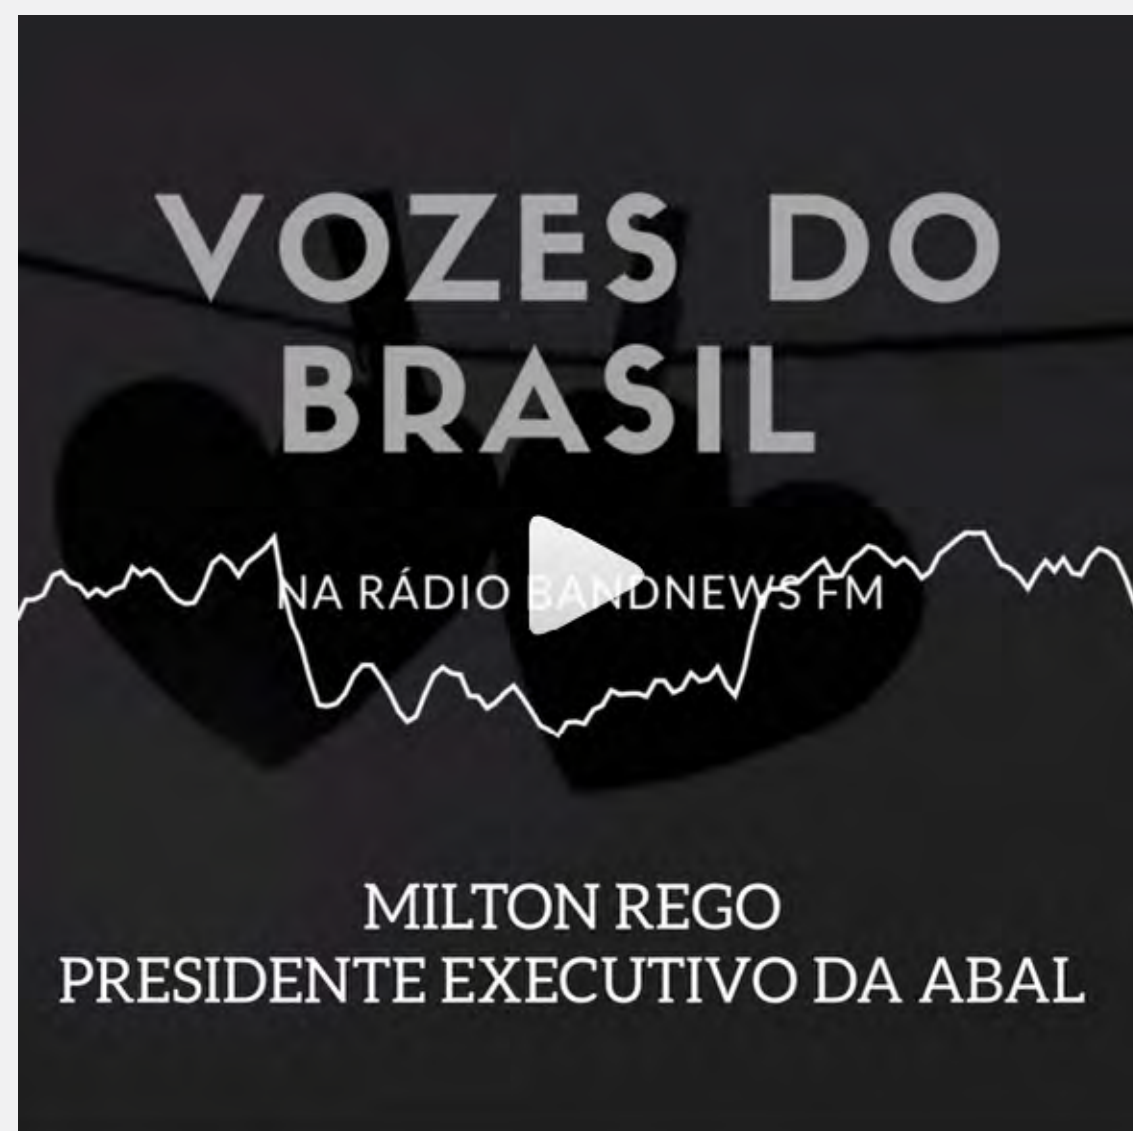 VOZES DO
BRASIL
NA RÁDIO BANDNEWS FM
MILTON REGO
PRESIDENTE EXECUTIVO DA ABAL